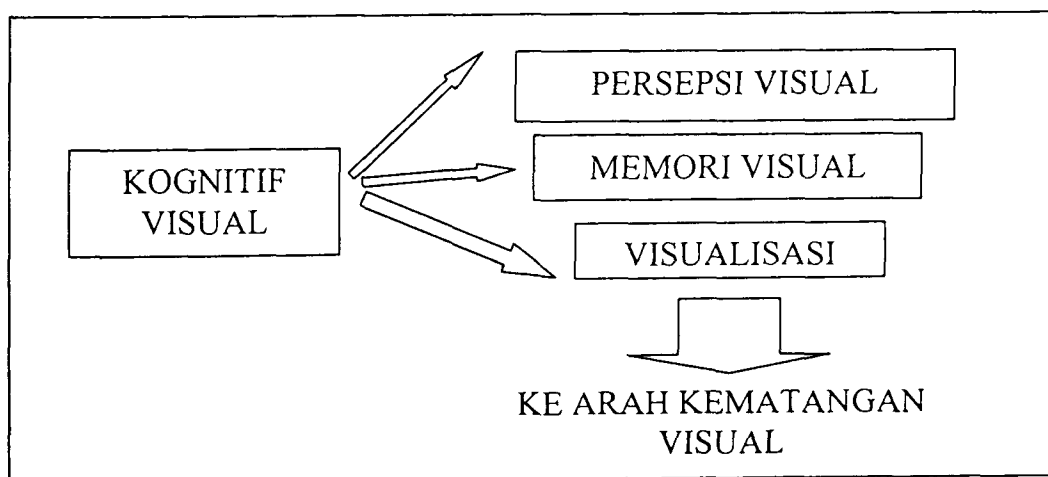 KOGNITIF
VISUAL
PERSEPSI VISUAL
MEMORI VISUAL
VISUALISASI
KE ARAH KEMATANGAN
VISUAL